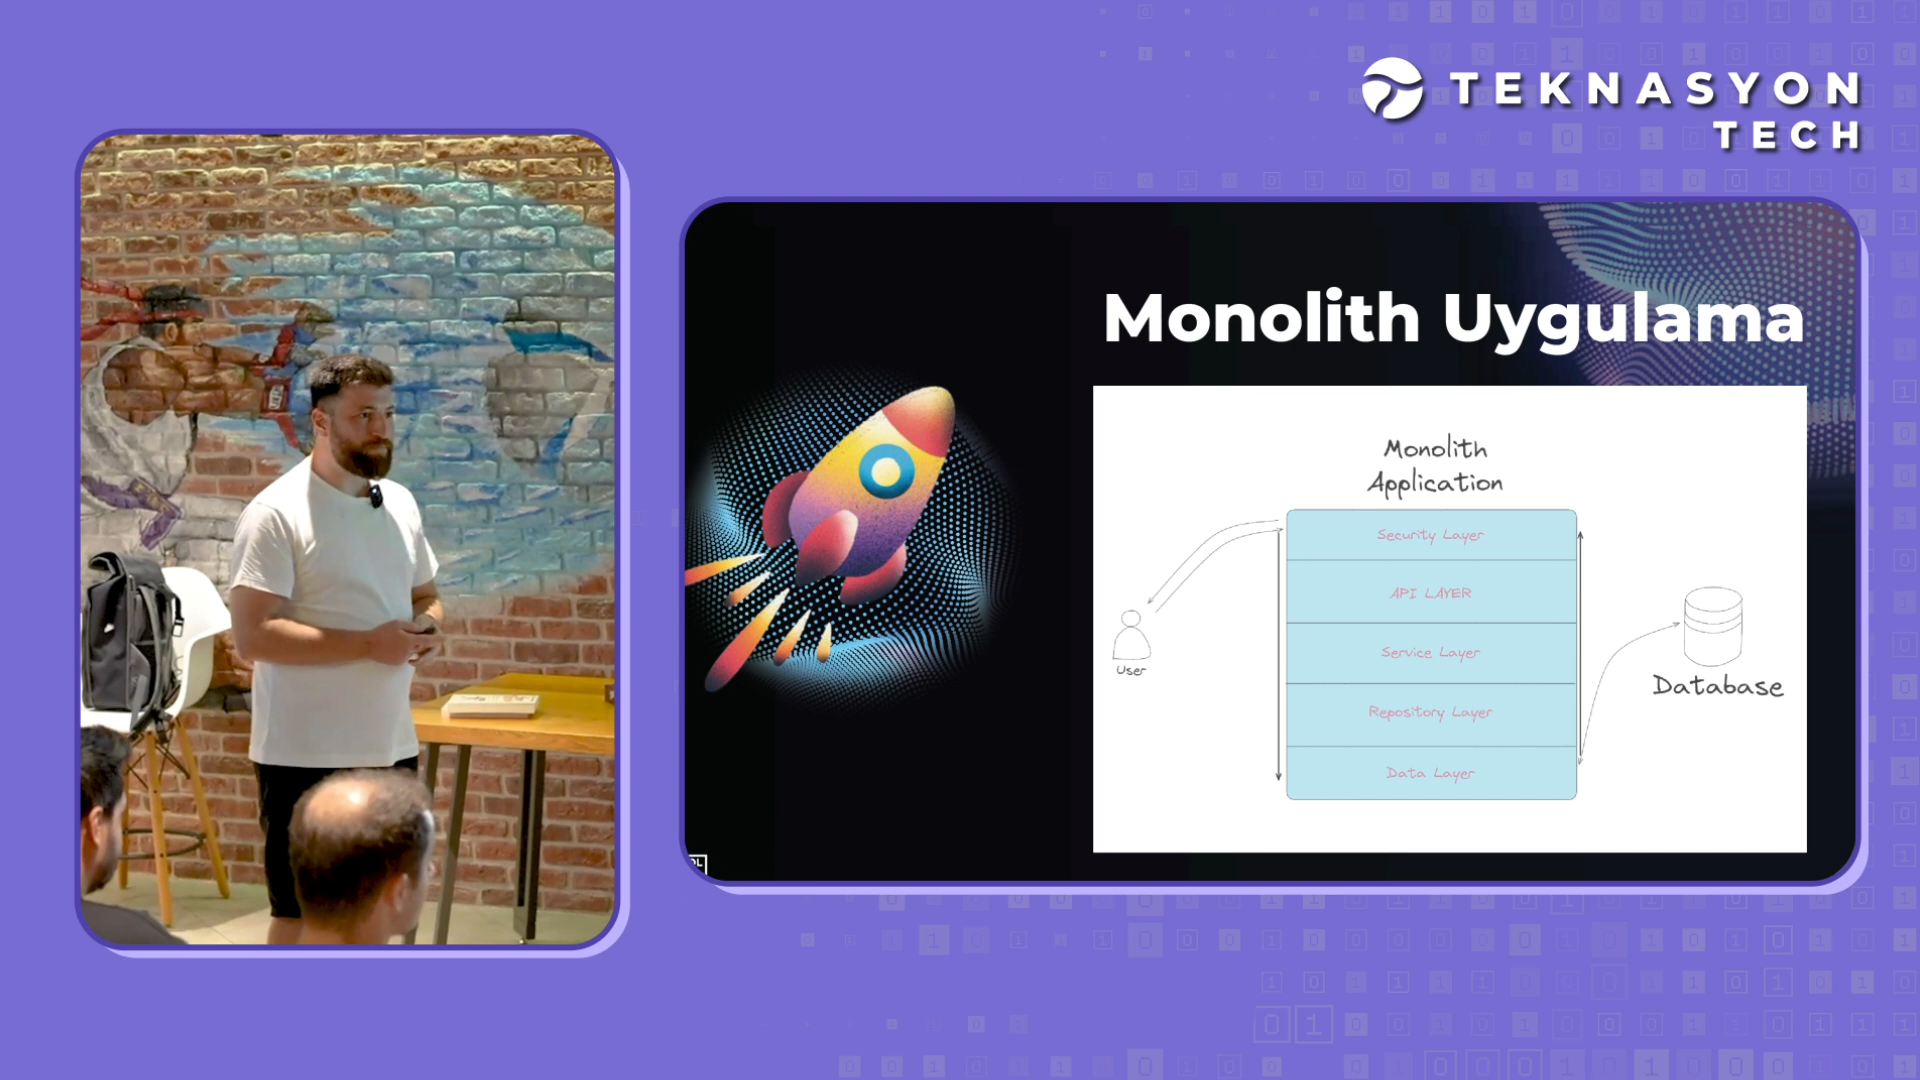 TEKNASYON
TECH
Monolith Uygulama
Monolith
Application
Security Layer
API LAYER
Service Layer
Repository Layer
Data Layer
User
Database